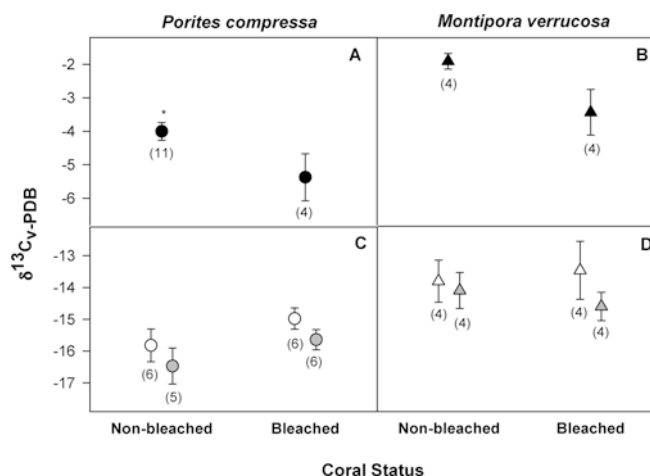 Porites compressa
Montipora verrucosa
A
B
-2
-3
-4
-5
-6
*
(11)
(4)
(4)
(4)
δ¹³Cv-PDB
C
D
-13
-14
-15
-16
-17
(6)
(5)
(6)
(6)
(4)
(4)
(4)
(4)
Non-bleached
Bleached
Non-bleached
Bleached
Coral Status